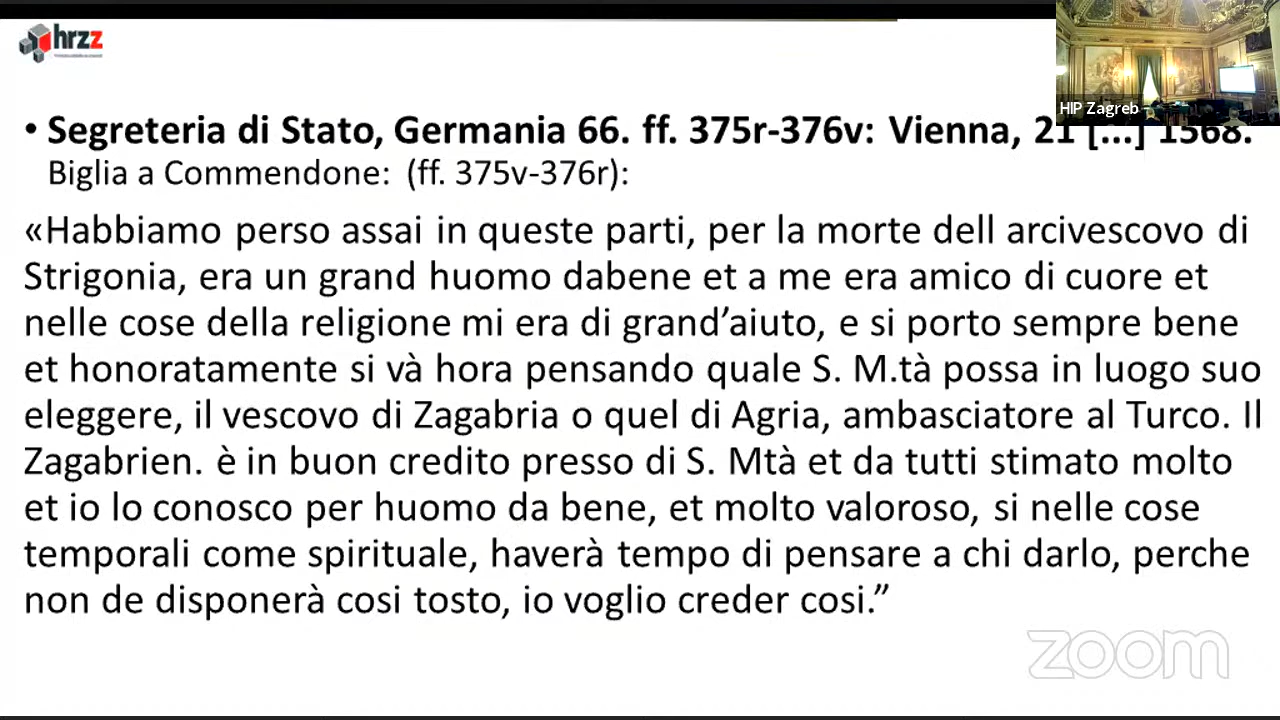 hrzz
HIP Zagreb
• Segreteria di Stato, Germania 66. ff. 375r-376v: Vienna, 21 [...] 1568.
Biglia a Commendone: (ff. 375v-376r):
«Habbiamo perso assai in queste parti, per la morte dell arcivescovo di
Strigonia, era un grand huomo dabene et a me era amico di cuore et
nelle cose della religione mi era di grand’aiuto, e si porto sempre bene
et honoratamente si và hora pensando quale S. M.tà possa in luogo suo
eleggere, il vescovo di Zagabria o quel di Agria, ambasciatore al Turco. Il
Zagabrien. è in buon credito presso di S. Mtà et da tutti stimato molto
et io lo conosco per huomo da bene, et molto valoroso, si nelle cose
temporali come spirituale, haverà tempo di pensare a chi darlo, perche
non de disponerà cosi tosto, io voglio creder cosi.”
zoom